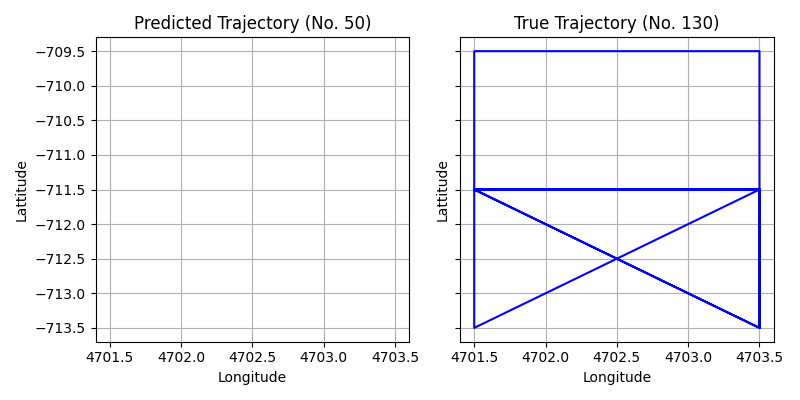 Predicted Trajectory (No. 50)
True Trajectory (No. 130)
−709.5
−710.0
−710.5
−711.0
−711.5
−712.0
−712.5
−713.0
−713.5
Lattitude
Lattitude
4701.5 4702.0 4702.5 4703.0 4703.5
4701.5 4702.0 4702.5 4703.0 4703.5
Longitude
Longitude